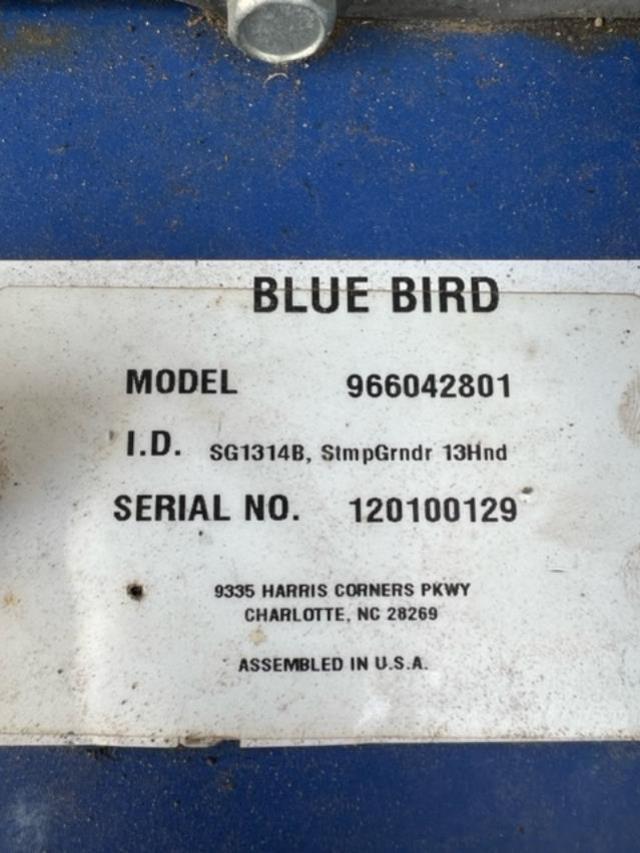 BLUE BIRD
MODEL 966042801
I.D. SG1314B, StmpGrndr 13Hnd
SERIAL NO. 120100129
9335 HARRIS CORNERS PKWY
CHARLOTTE, NC 28269
ASSEMBLED IN U.S.A.